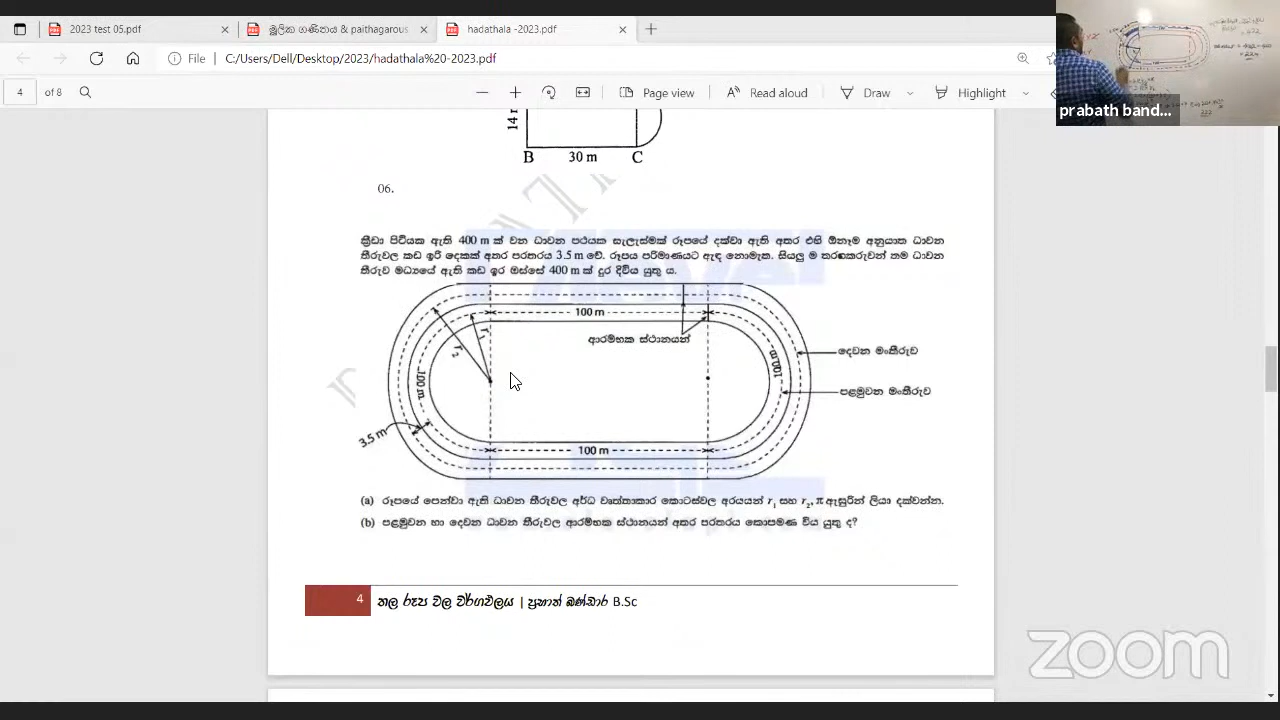 2023 test 05.pdf
මූලික ගණිතය & pathagarous
hadathala -2023.pdf
File
C:/Users/Dell/Desktop/2023/hadathala%20-2023.pdf
4 of 8
Page view
Read aloud
Draw
Highlight
prabath band...
14 m
B 30 m C
06.
ක්‍රීඩා පිටියක ඇති 400 m ක් වන ධාවන පථයක සැලැස්මක් රූපයේ දක්වා ඇති අතර එහි ඕනෑම අනුයාත ධාවන
තීරුවල කඩ ඉරි දෙකක් අතර පරතරය 3.5 m වේ. රූපය පරිමාණයට ඇඳ නොමැත. සියලු ම තරඟකරුවන් තම ධාවන
තීරුව මධ්‍යයේ ඇති කඩ ඉර ඔස්සේ 400 m ක් දුර දිවිය යුතු ය.
100 m
r₁
r₂
ආරම්භක ස්ථානයන්
දෙවන මංතීරුව
100 m
100 m
පළමුවන මංතීරුව
3.5 m
100 m
(a) රූපයේ පෙන්වා ඇති ධාවන තීරුවල අර්ධ වෘත්තාකාර කොටස්වල අරයයන් r₁ සහ r₂, π ඇසුරින් ලියා දක්වන්න.
(b) පළමුවන හා දෙවන ධාවන තීරුවල ආරම්භක ස්ථානයන් අතර පරතරය කොපමණ විය යුතු ද?
4 තල රූප වල වර්ගඵලය | ප්‍රභාත් බණ්ඩාර B.Sc
zoom